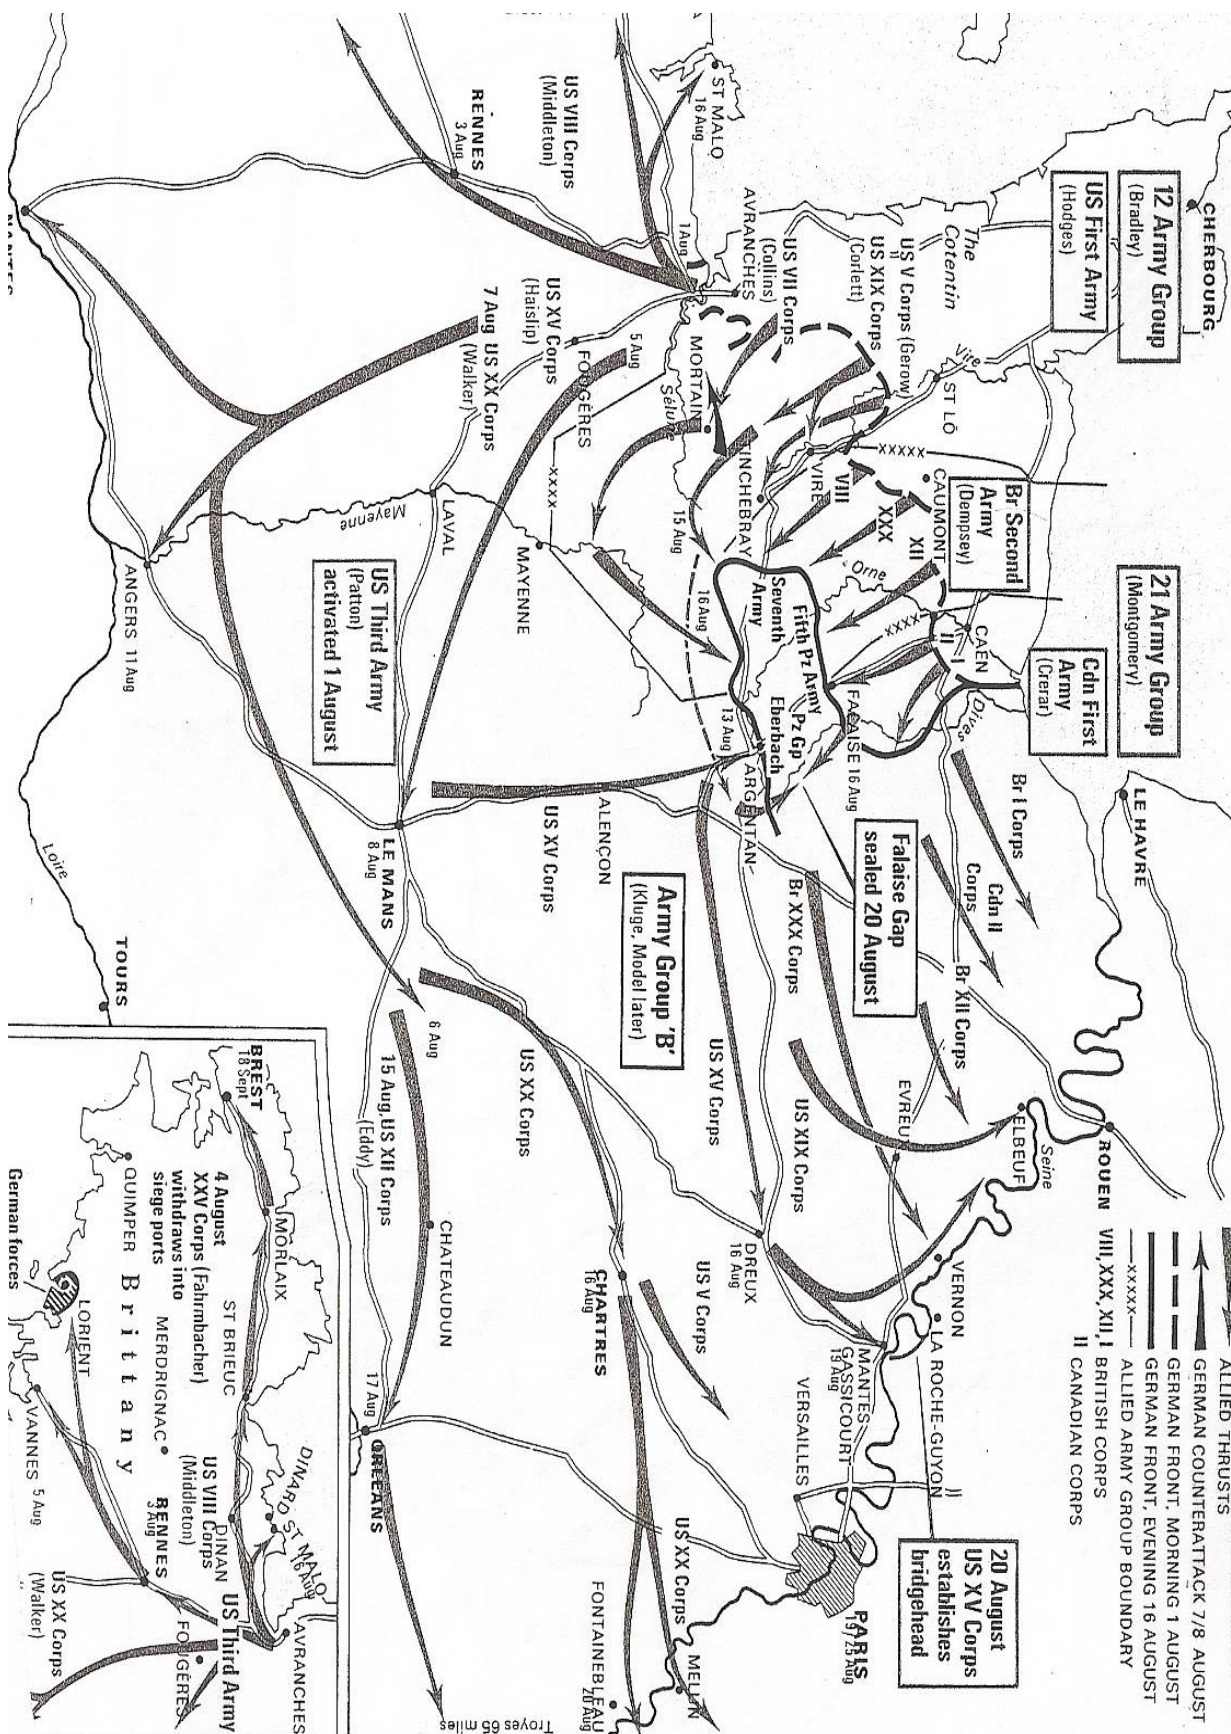 CHERBOURG
12 Army Group
(Bradley)
US First Army
(Hodges)
The
Cotentin
US V Corps (Gerow)
US XIX Corps
(Corlett)
US VII Corps
(Collins)
AVRANCHES
ST MALO
16 Aug
1 Aug
US VIII Corps
(Middleton)
RENNES
3 Aug
Vire
ST LÔ
xxxxx
CAUMONT
VIRE
TINCHEBRAY
MORTAIN
Sélune
5 Aug
FOUGÈRES
xxxx
US XV Corps
(Haislip)
7 Aug US XX Corps
(Walker)
21 Army Group
(Montgomery)
Cdn First
Army
(Crerar)
Br Second
Army
(Dempsey)
CAEN
I
II
xxxx
XII
XXX
VIII
Orne
FALAISE 16 Aug
Fifth Pz Army
Seventh
Army
Pz Gp
Eberbach
15 Aug
16 Aug
13 Aug
ARGENTAN
MAYENNE
LAVAL
Mayenne
ANGERS 11 Aug
US Third Army
(Patton)
activated 1 August
LE HAVRE
Br I Corps
Cdn II
Corps
Br XII Corps
Falaise Gap
sealed 20 August
Br XXX Corps
ALENÇON
US XV Corps
LE MANS
8 Aug
Army Group 'B'
(Kluge, Model later)
Loire
TOURS
ROUEN
Seine
ELBEUF
EVREU
US XIX Corps
US XV Corps
US XX Corps
6 Aug
15 Aug, US XII Corps
(Eddy)
CHATEAUDUN
VERNON
LA ROCHE-GUYON
MANTES-
GASSICOURT
19 Aug
DREUX
16 Aug
US V Corps
CHARTRES
16 Aug
17 Aug
ORLEANS
VERSAILLES
PARIS
19 / 25 Aug
20 August
US XV Corps
establishes
bridgehead
US XX Corps
MELUN
FONTAINEBLEAU
20 Aug
Troyes 65 miles
ALLIED THRUSTS
GERMAN COUNTERATTACK 7/8 AUGUST
GERMAN FRONT, MORNING 1 AUGUST
GERMAN FRONT, EVENING 16 AUGUST
xxxxx ALLIED ARMY GROUP BOUNDARY
VIII, XXX, XII, I BRITISH CORPS
II CANADIAN CORPS
BREST
18 Sept
MORLAIX
ST BRIEUC
DINARD
ST MALO
16 Aug
AVRANCHES
DINAN
US Third Army
4 August
XXV Corps (Fahrmbacher)
withdraws into
siege ports
US VIII Corps
(Middleton)
FOUGÈRES
QUIMPER
Brittany
MERDRIGNAC
RENNES
3 Aug
LORIENT
VANNES 5 Aug
US XX Corps
(Walker)
German forces